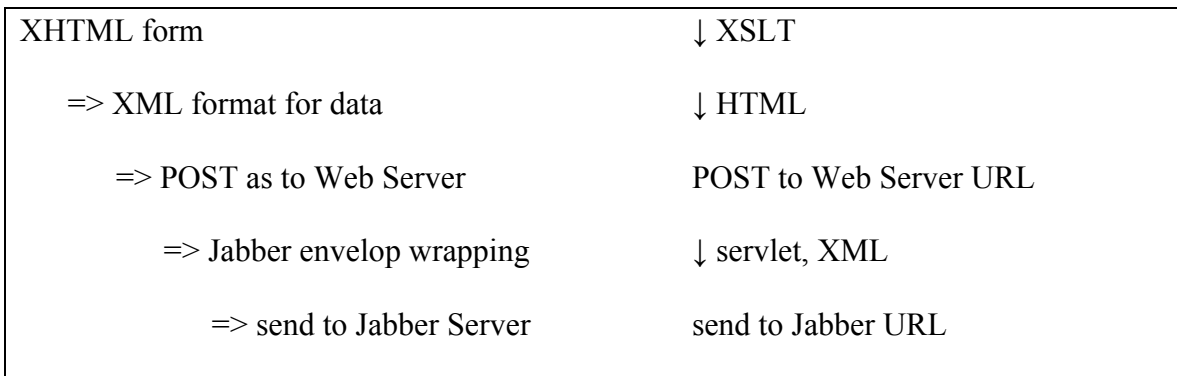 XHTML form ↓ XSLT
=> XML format for data ↓ HTML
=> POST as to Web Server POST to Web Server URL
=> Jabber envelop wrapping ↓ servlet, XML
=> send to Jabber Server send to Jabber URL